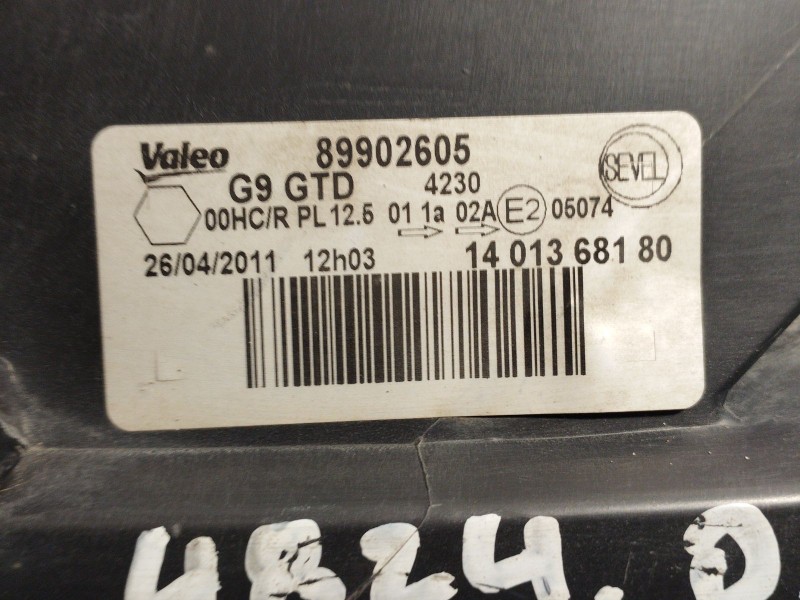 Valeo 89902605 SEVEL
G9 GTD 4230
00HC/R PL 12.5 01 1a 02A E2 05074
26/04/2011 12h03 14 013 681 80
4824.0